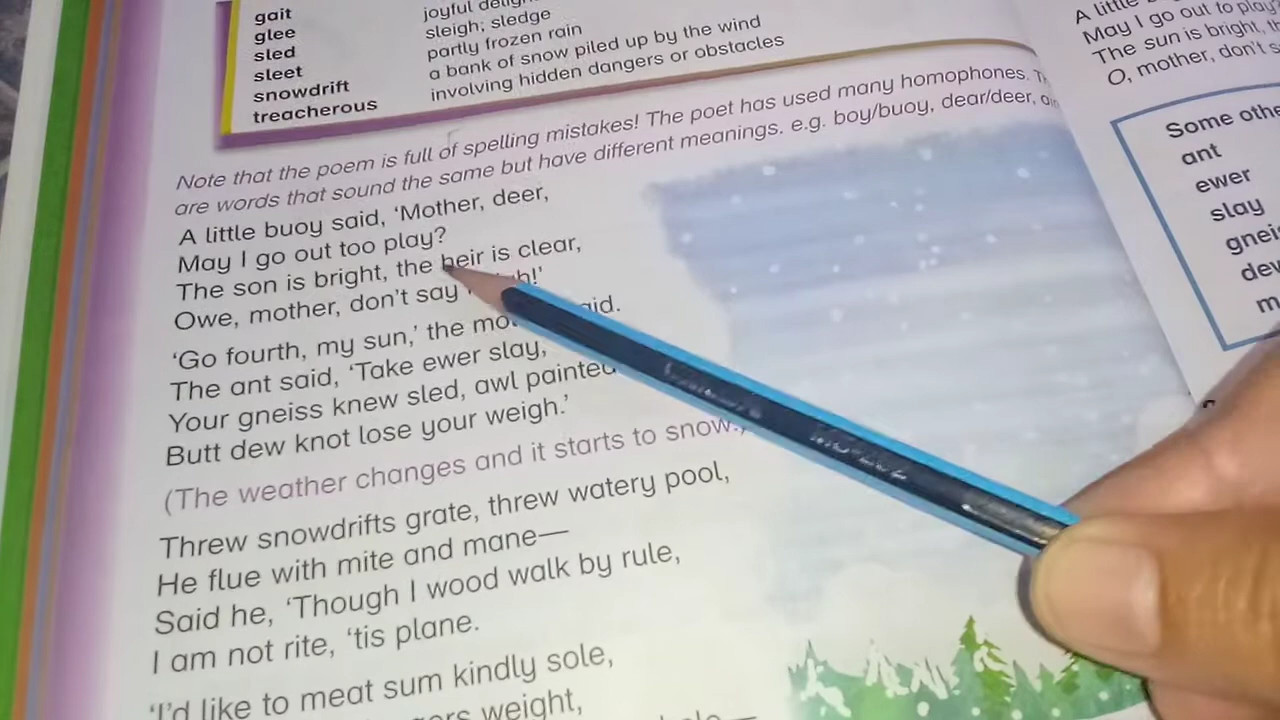 gait
joyful
glee
sleigh; sledge
sled
partly frozen rain
sleet
a bank of snow piled up by the wind
snowdrift
involving hidden dangers or obstacles
treacherous
Note that the poem is full of spelling mistakes! The poet has used many homophones.
are words that sound the same but have different meanings. e.g. boy/buoy, dear/deer,
A little buoy said, ‘Mother, deer,
May I go out too play?
The son is bright, the heir is clear,
Owe, mother, don't say
‘Go fourth, my sun,’ the
The ant said, ‘Take ewer slay,
Your gneiss knew sled, awl painted
Butt dew knot lose your weigh.’
(The weather changes and it starts to snow.)
Threw snowdrifts grate, threw watery pool,
He flue with mite and mane—
Said he, ‘Though I wood walk by rule,
I am not rite, ‘tis plane.
‘I'd like to meat sum kindly sole,
weight,
A little
May I go out to play?
The sun is bright,
O, mother, don't
Some
ant
ewer
slay